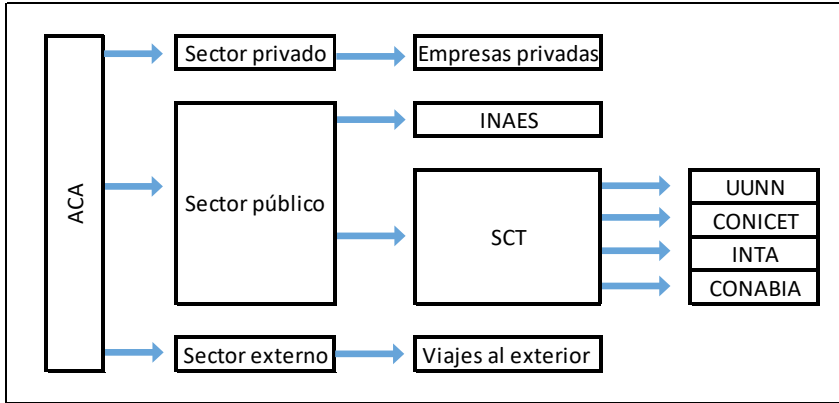 ACA
Sector privado
Empresas privadas
Sector público
INAES
SCT
UUNN
CONICET
INTA
CONABIA
Sector externo
Viajes al exterior